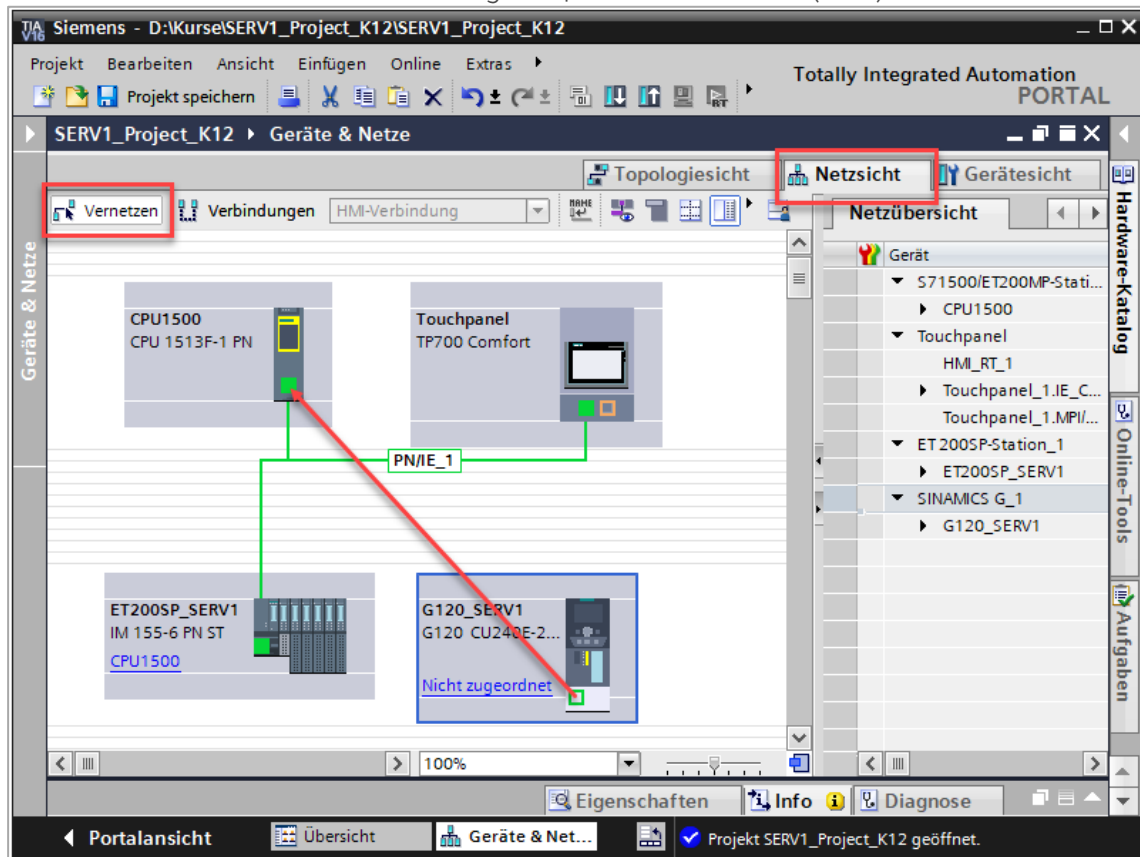 Siemens - D:\Kurse\SERV1_Project_K12\SERV1_Project_K12
Projekt Bearbeiten Ansicht Einfügen Online Extras
Totally Integrated Automation
PORTAL
Projekt speichern
SERV1_Project_K12 Geräte & Netze
Topologiesicht Netzsicht Gerätesicht
Vernetzen Verbindungen HMI-Verbindung
Netzübersicht
Gerät
S71500/ET200MP-Stati...
CPU1500
Touchpanel
HMI_RT_1
Touchpanel_1.IE_C...
Touchpanel_1.MPI/...
ET 200SP-Station_1
ET200SP_SERV1
SINAMICS G_1
G120_SERV1
Geräte & Netze
CPU1500
CPU 1513F-1 PN
Touchpanel
TP700 Comfort
PN/IE_1
ET200SP_SERV1
IM 155-6 PN ST
CPU1500
G120_SERV1
G120 CU240E-2...
Nicht zugeordnet
100%
Hardware-Katalog
Online-Tools
Aufgaben
Eigenschaften Info Diagnose
Portalansicht Übersicht Geräte & Net... Projekt SERV1_Project_K12 geöffnet.